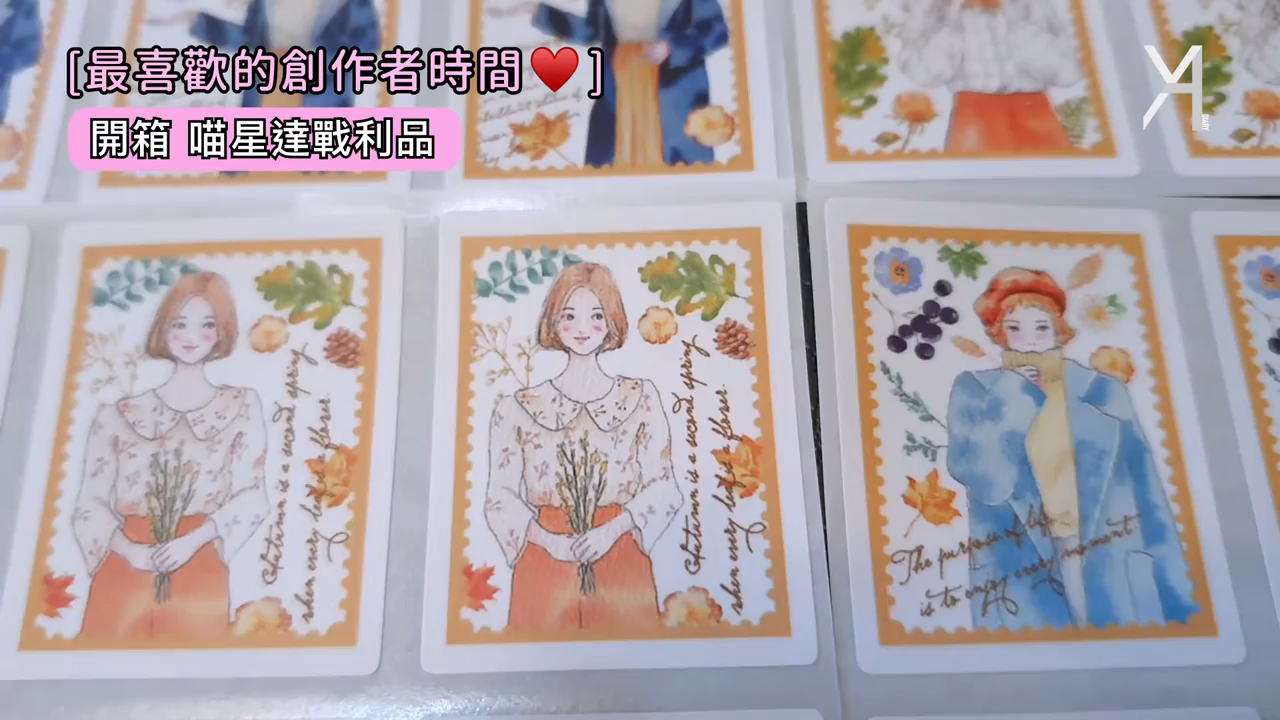 [最喜歡的創作者時間♥️]
開箱 喵星達戰利品
YA
DIARY
Autumn is a second spring
when every leaf is a flower.
Autumn is a second spring
when every leaf is a flower.
The purpose of life
is to enjoy every moment